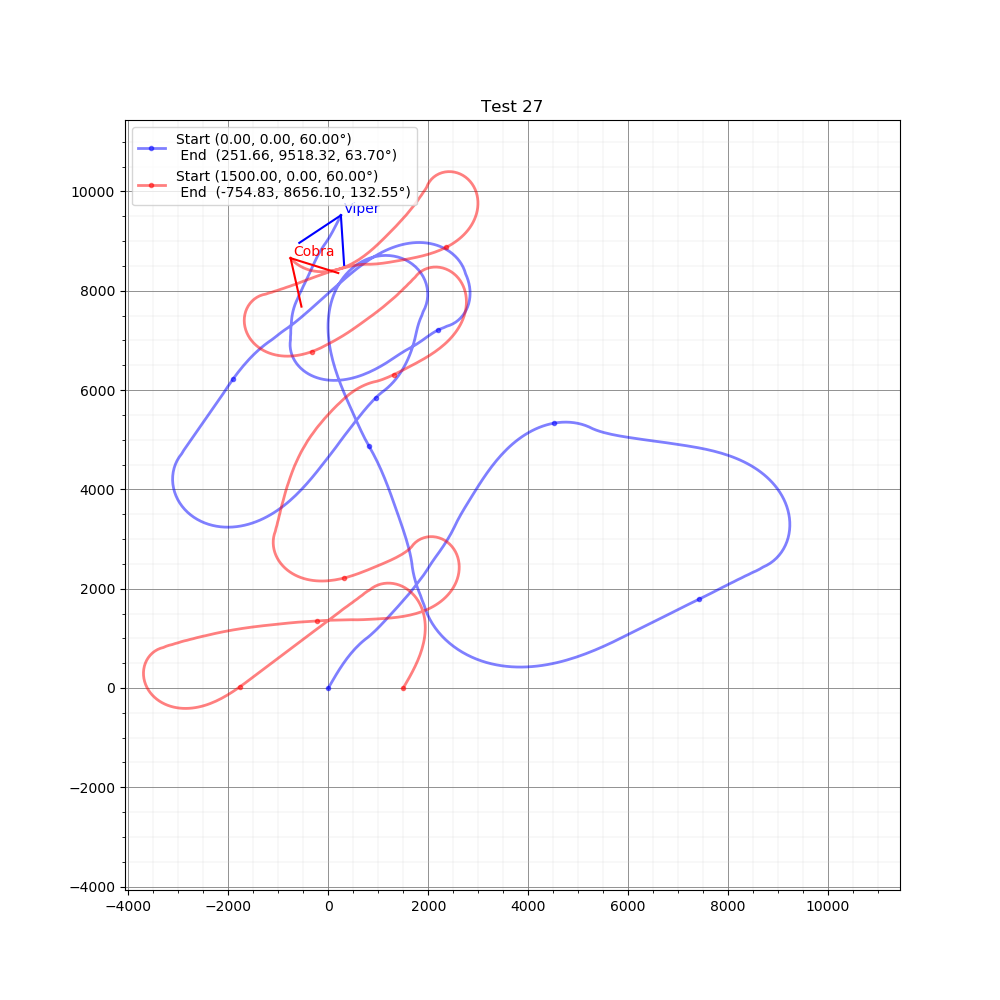 Test 27
Start (0.00, 0.00, 60.00°)
End (251.66, 9518.32, 63.70°)
Start (1500.00, 0.00, 60.00°)
End (-754.83, 8656.10, 132.55°)
Viper
Cobra
10000
8000
6000
4000
2000
0
−2000
−4000
−4000 −2000 0 2000 4000 6000 8000 10000